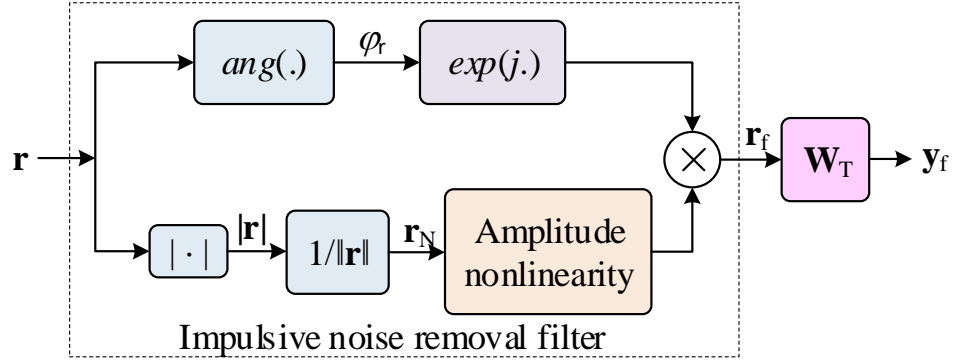 ang(.)
φr
exp(j.)
r
rf
WT
yf
| · |
|r|
1/‖r‖
rN
Amplitude
nonlinearity
Impulsive noise removal filter